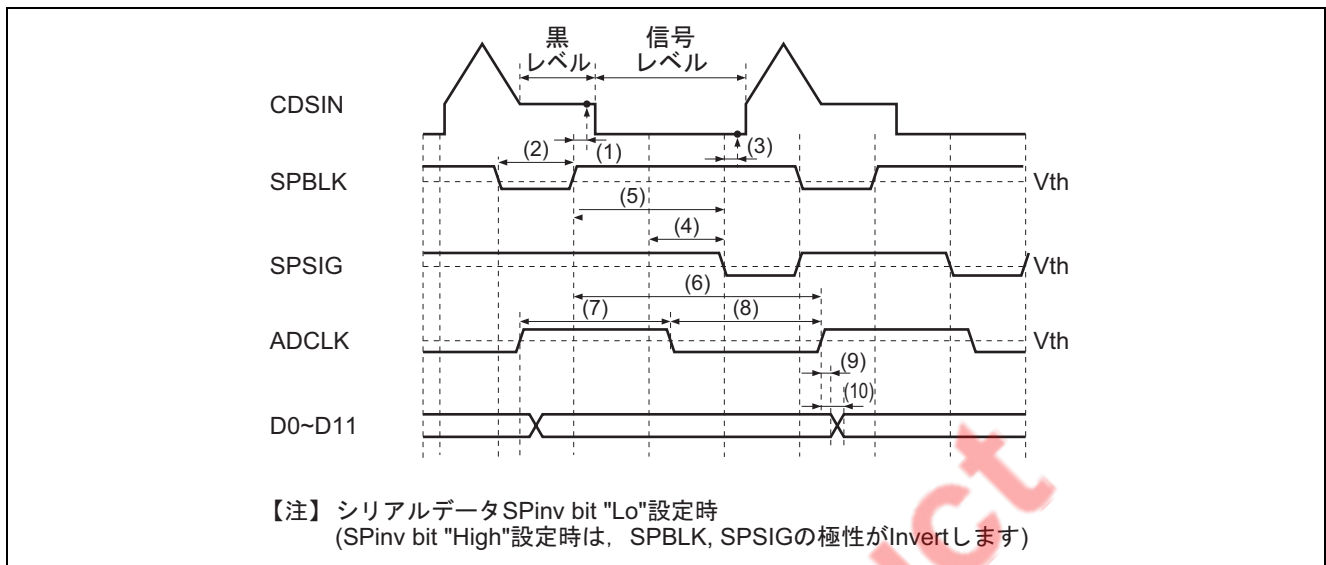 黒
レベル
信号
レベル
CDSIN
(1)
(2)
(3)
SPBLK
Vth
(5)
(4)
SPSIG
Vth
(6)
(7)
(8)
ADCLK
Vth
(9)
(10)
D0~D11
【注】 シリアルデータSPinv bit "Lo"設定時
(SPinv bit "High"設定時は，SPBLK, SPSIGの極性がInvertします)